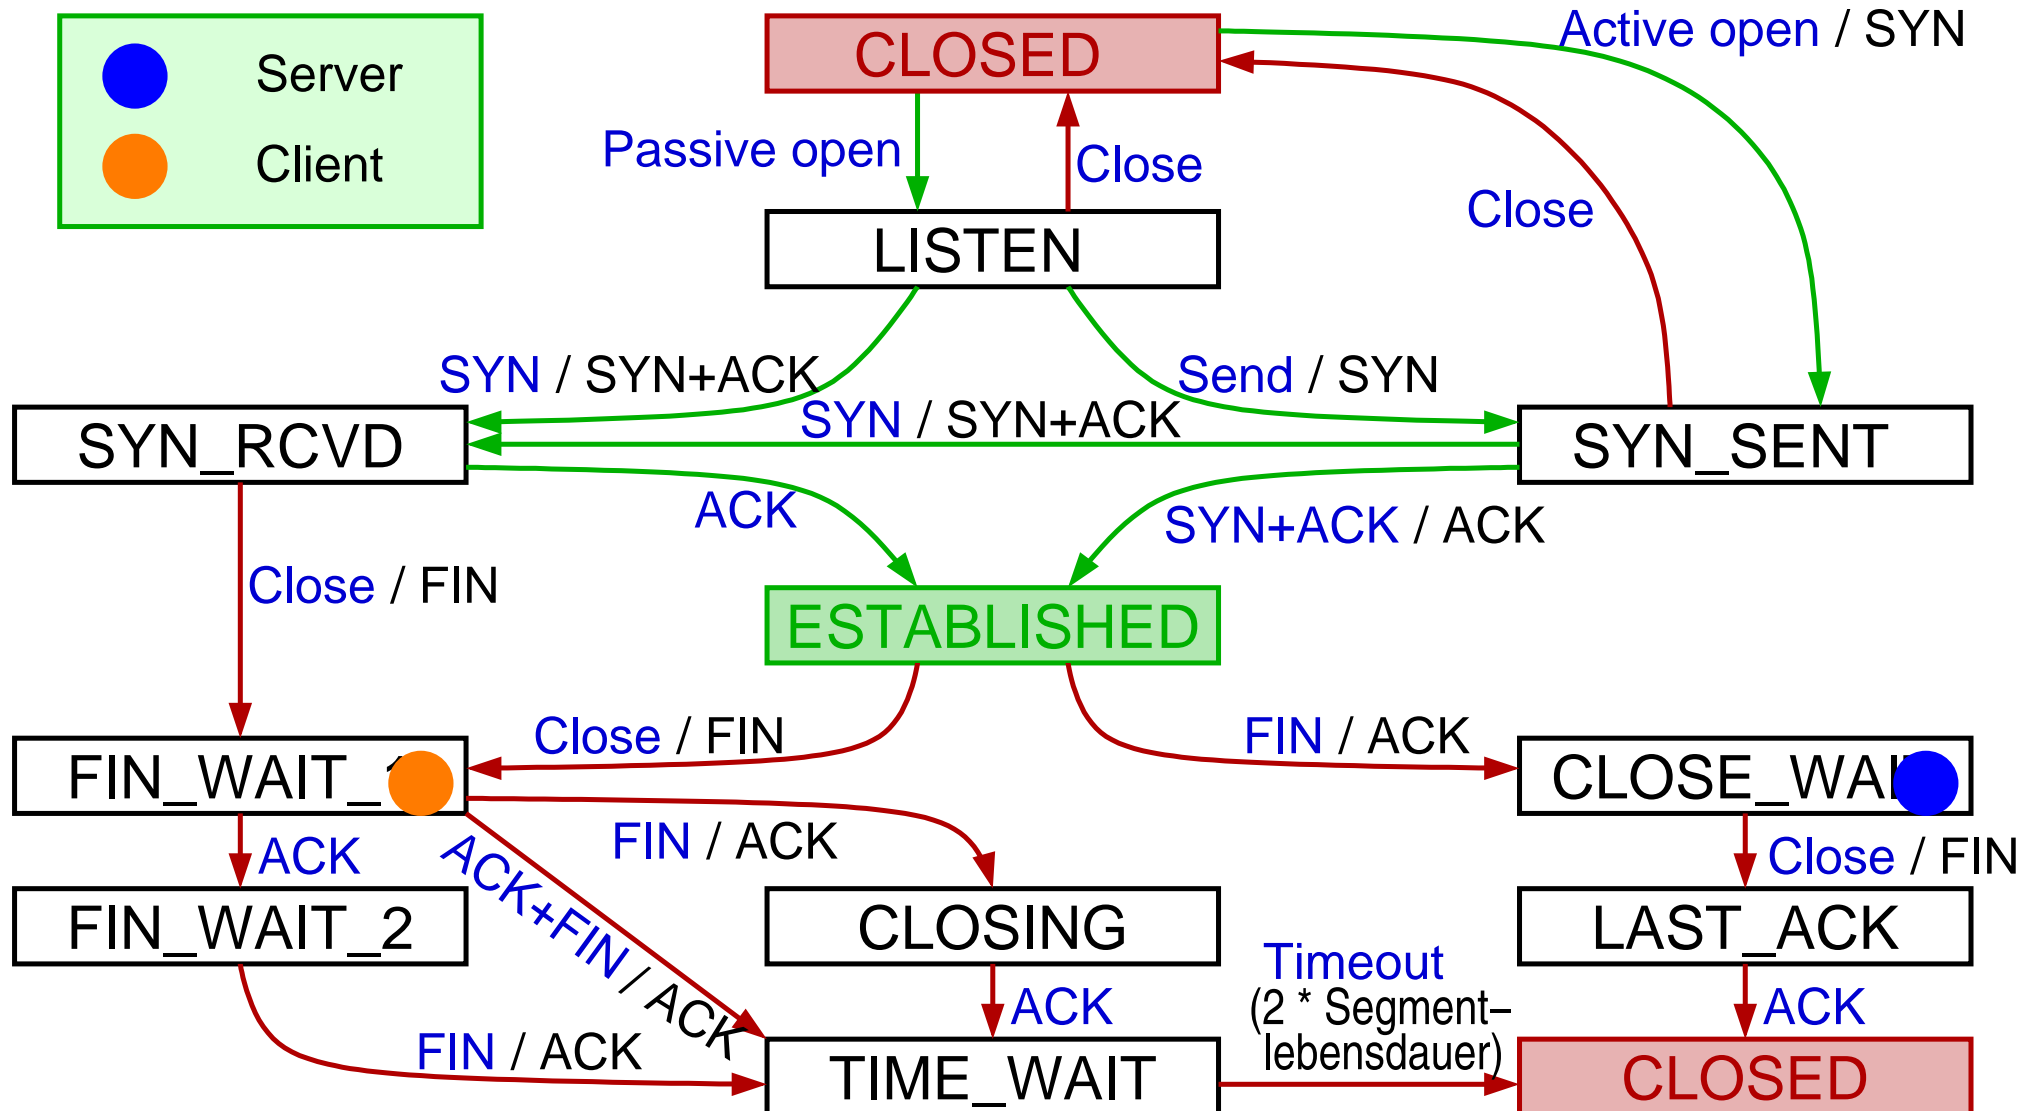 Server
Client
CLOSED
Active open / SYN
Passive open
Close
Close
LISTEN
SYN / SYN+ACK
Send / SYN
SYN / SYN+ACK
SYN_RCVD
SYN_SENT
ACK
SYN+ACK / ACK
Close / FIN
ESTABLISHED
Close / FIN
FIN / ACK
FIN_WAIT_1
CLOSE_WAIT
ACK
ACK+FIN / ACK
FIN / ACK
Close / FIN
FIN_WAIT_2
CLOSING
LAST_ACK
FIN / ACK
ACK
Timeout
(2 * Segment–
lebensdauer)
ACK
TIME_WAIT
CLOSED